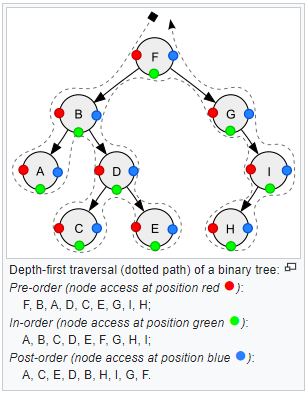 F
B
G
A
D
I
C
E
H
Depth-first traversal (dotted path) of a binary tree:
Pre-order (node access at position red ):
F, B, A, D, C, E, G, I, H;
In-order (node access at position green ):
A, B, C, D, E, F, G, H, I;
Post-order (node access at position blue ):
A, C, E, D, B, H, I, G, F.